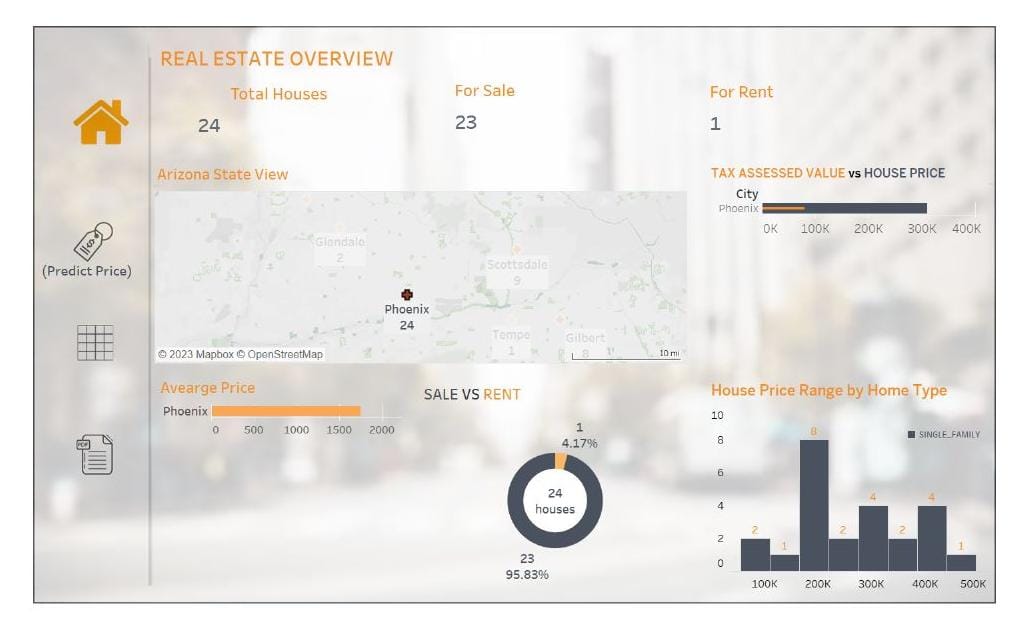 REAL ESTATE OVERVIEW
Total Houses
For Sale
For Rent
24
23
1
(Predict Price)
PDF
Arizona State View
Glendale
2
Scottsdale
9
Phoenix
24
Tempe
1
Gilbert
8
1
10 mi
© 2023 Mapbox © OpenStreetMap
TAX ASSESSED VALUE vs HOUSE PRICE
City
Phoenix
0K 100K 200K 300K 400K
Avearge Price
Phoenix
0 500 1000 1500 2000
SALE VS RENT
1
4.17%
24
houses
23
95.83%
House Price Range by Home Type
SINGLE_FAMILY
10
8
6
4
2
0
2
1
8
2
4
2
4
1
100K 200K 300K 400K 500K